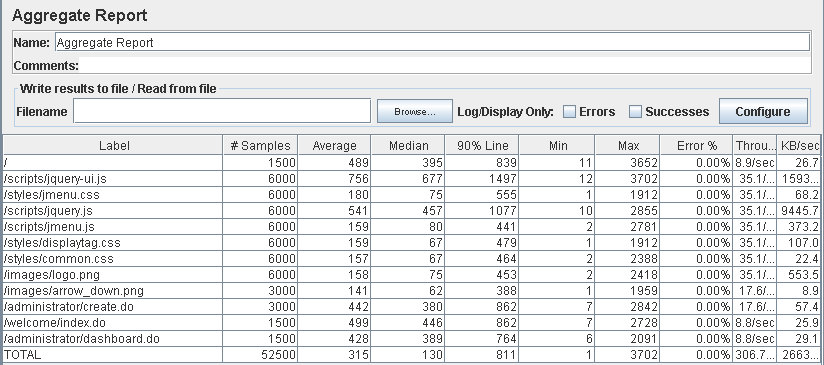 Aggregate Report
Name: Aggregate Report
Comments:
Write results to file / Read from file
Filename Browse... Log/Display Only: Errors Successes Configure
Label # Samples Average Median 90% Line Min Max Error % Throu... KB/sec
/ 1500 489 395 839 11 3652 0.00% 8.9/sec 26.7
/scripts/jquery-ui.js 6000 756 677 1497 12 3702 0.00% 35.1/... 1593...
/styles/jmenu.css 6000 180 75 555 1 1912 0.00% 35.1/... 68.2
/scripts/jquery.js 6000 541 457 1077 10 2855 0.00% 35.1/... 9445.7
/scripts/jmenu.js 6000 159 80 441 2 2781 0.00% 35.1/... 373.2
/styles/displaytag.css 6000 159 67 479 1 1912 0.00% 35.1/... 107.0
/styles/common.css 6000 157 67 464 2 2388 0.00% 35.1/... 22.4
/images/logo.png 6000 158 75 453 2 2418 0.00% 35.1/... 553.5
/images/arrow_down.png 3000 141 62 388 1 1959 0.00% 17.6/... 8.9
/administrator/create.do 3000 442 380 862 7 2842 0.00% 17.6/... 57.4
/welcome/index.do 1500 499 446 862 7 2728 0.00% 8.8/sec 25.9
/administrator/dashboard.do 1500 428 389 764 6 2091 0.00% 8.8/sec 29.1
TOTAL 52500 315 130 811 1 3702 0.00% 306.7... 2663...